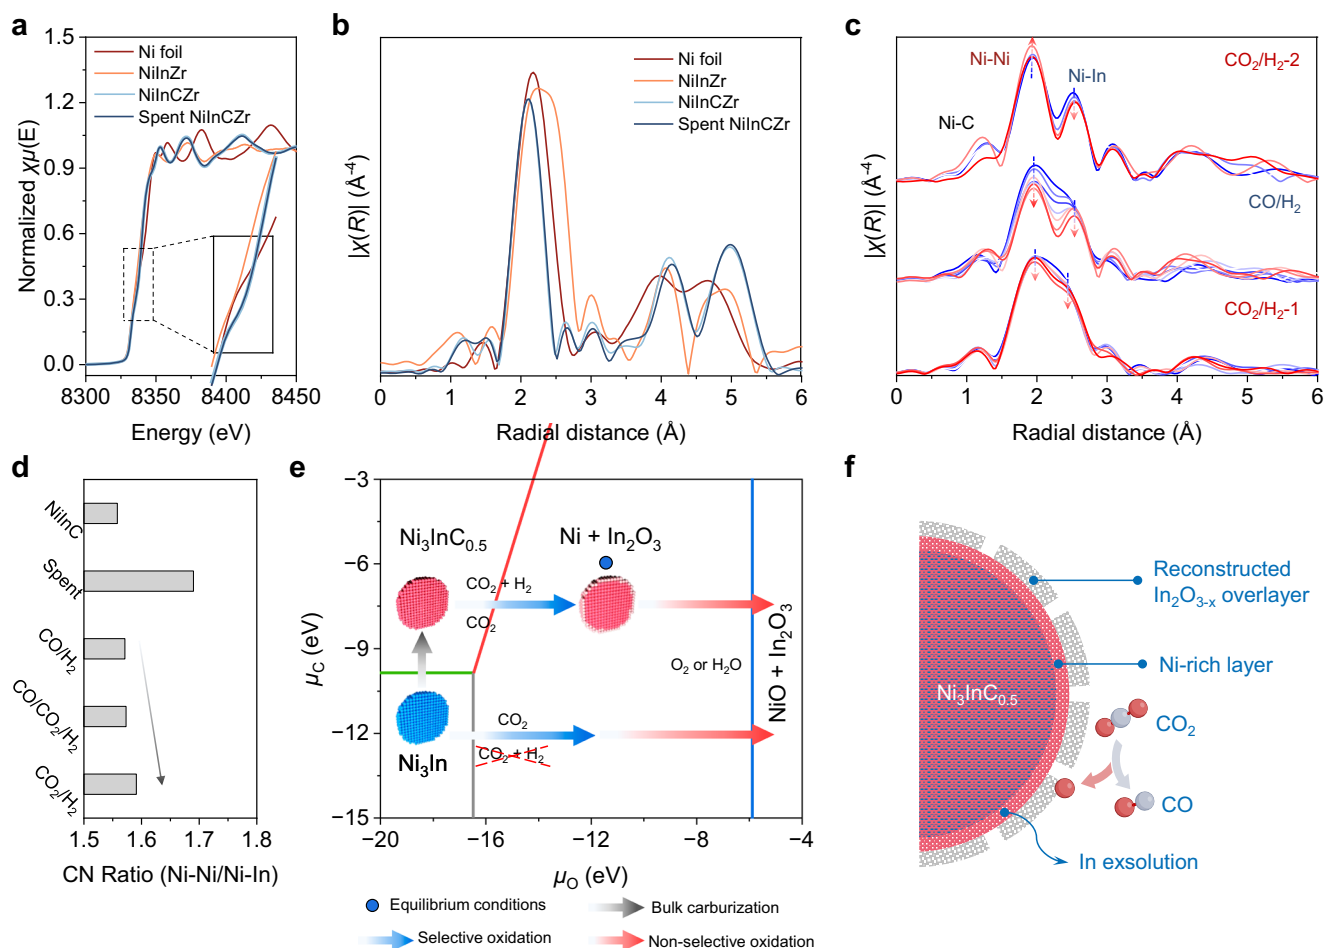 a
Normalized χμ(E)
1.5
1.2
0.9
0.6
0.3
0.0
Ni foil
NiInZr
NiInCZr
Spent NiInCZr
8300 8350 8400 8450
Energy (eV)
b
|χ(R)| (Å⁻⁴)
Ni foil
NiInZr
NiInCZr
Spent NiInCZr
0 1 2 3 4 5 6
Radial distance (Å)
c
|χ(R)| (Å⁻⁴)
Ni-Ni
Ni-In
Ni-C
CO₂/H₂-2
CO/H₂
CO₂/H₂-1
0 1 2 3 4 5 6
Radial distance (Å)
d
NiInC
Spent
CO/H₂
CO/CO₂/H₂
CO₂/H₂
1.5 1.6 1.7 1.8
CN Ratio (Ni-Ni/Ni-In)
e
μC (eV)
−3
−6
−9
−12
−15
Ni₃InC₀.₅
Ni + In₂O₃
CO₂ + H₂
CO₂
O₂ or H₂O
NiO + In₂O₃
CO₂
CO₂ + H₂
Ni₃In
−20 −16 −12 −8 −4
μO (eV)
Equilibrium conditions
Bulk carburization
Selective oxidation
Non-selective oxidation
f
Reconstructed
In₂O₃₋ₓ overlayer
Ni-rich layer
Ni₃InC₀.₅
CO₂
CO
In exsolution